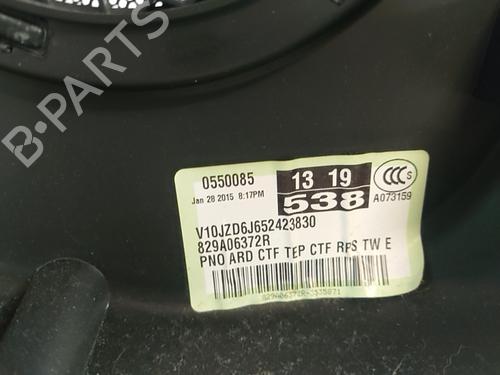 B-PARTS
0550085
Jan 28 2015 8:17PM
13 19
538
CCC S
A073159
V10JZD6J652423830
829A06372R
PNO ARD CTF TEP CTF RPS TW E